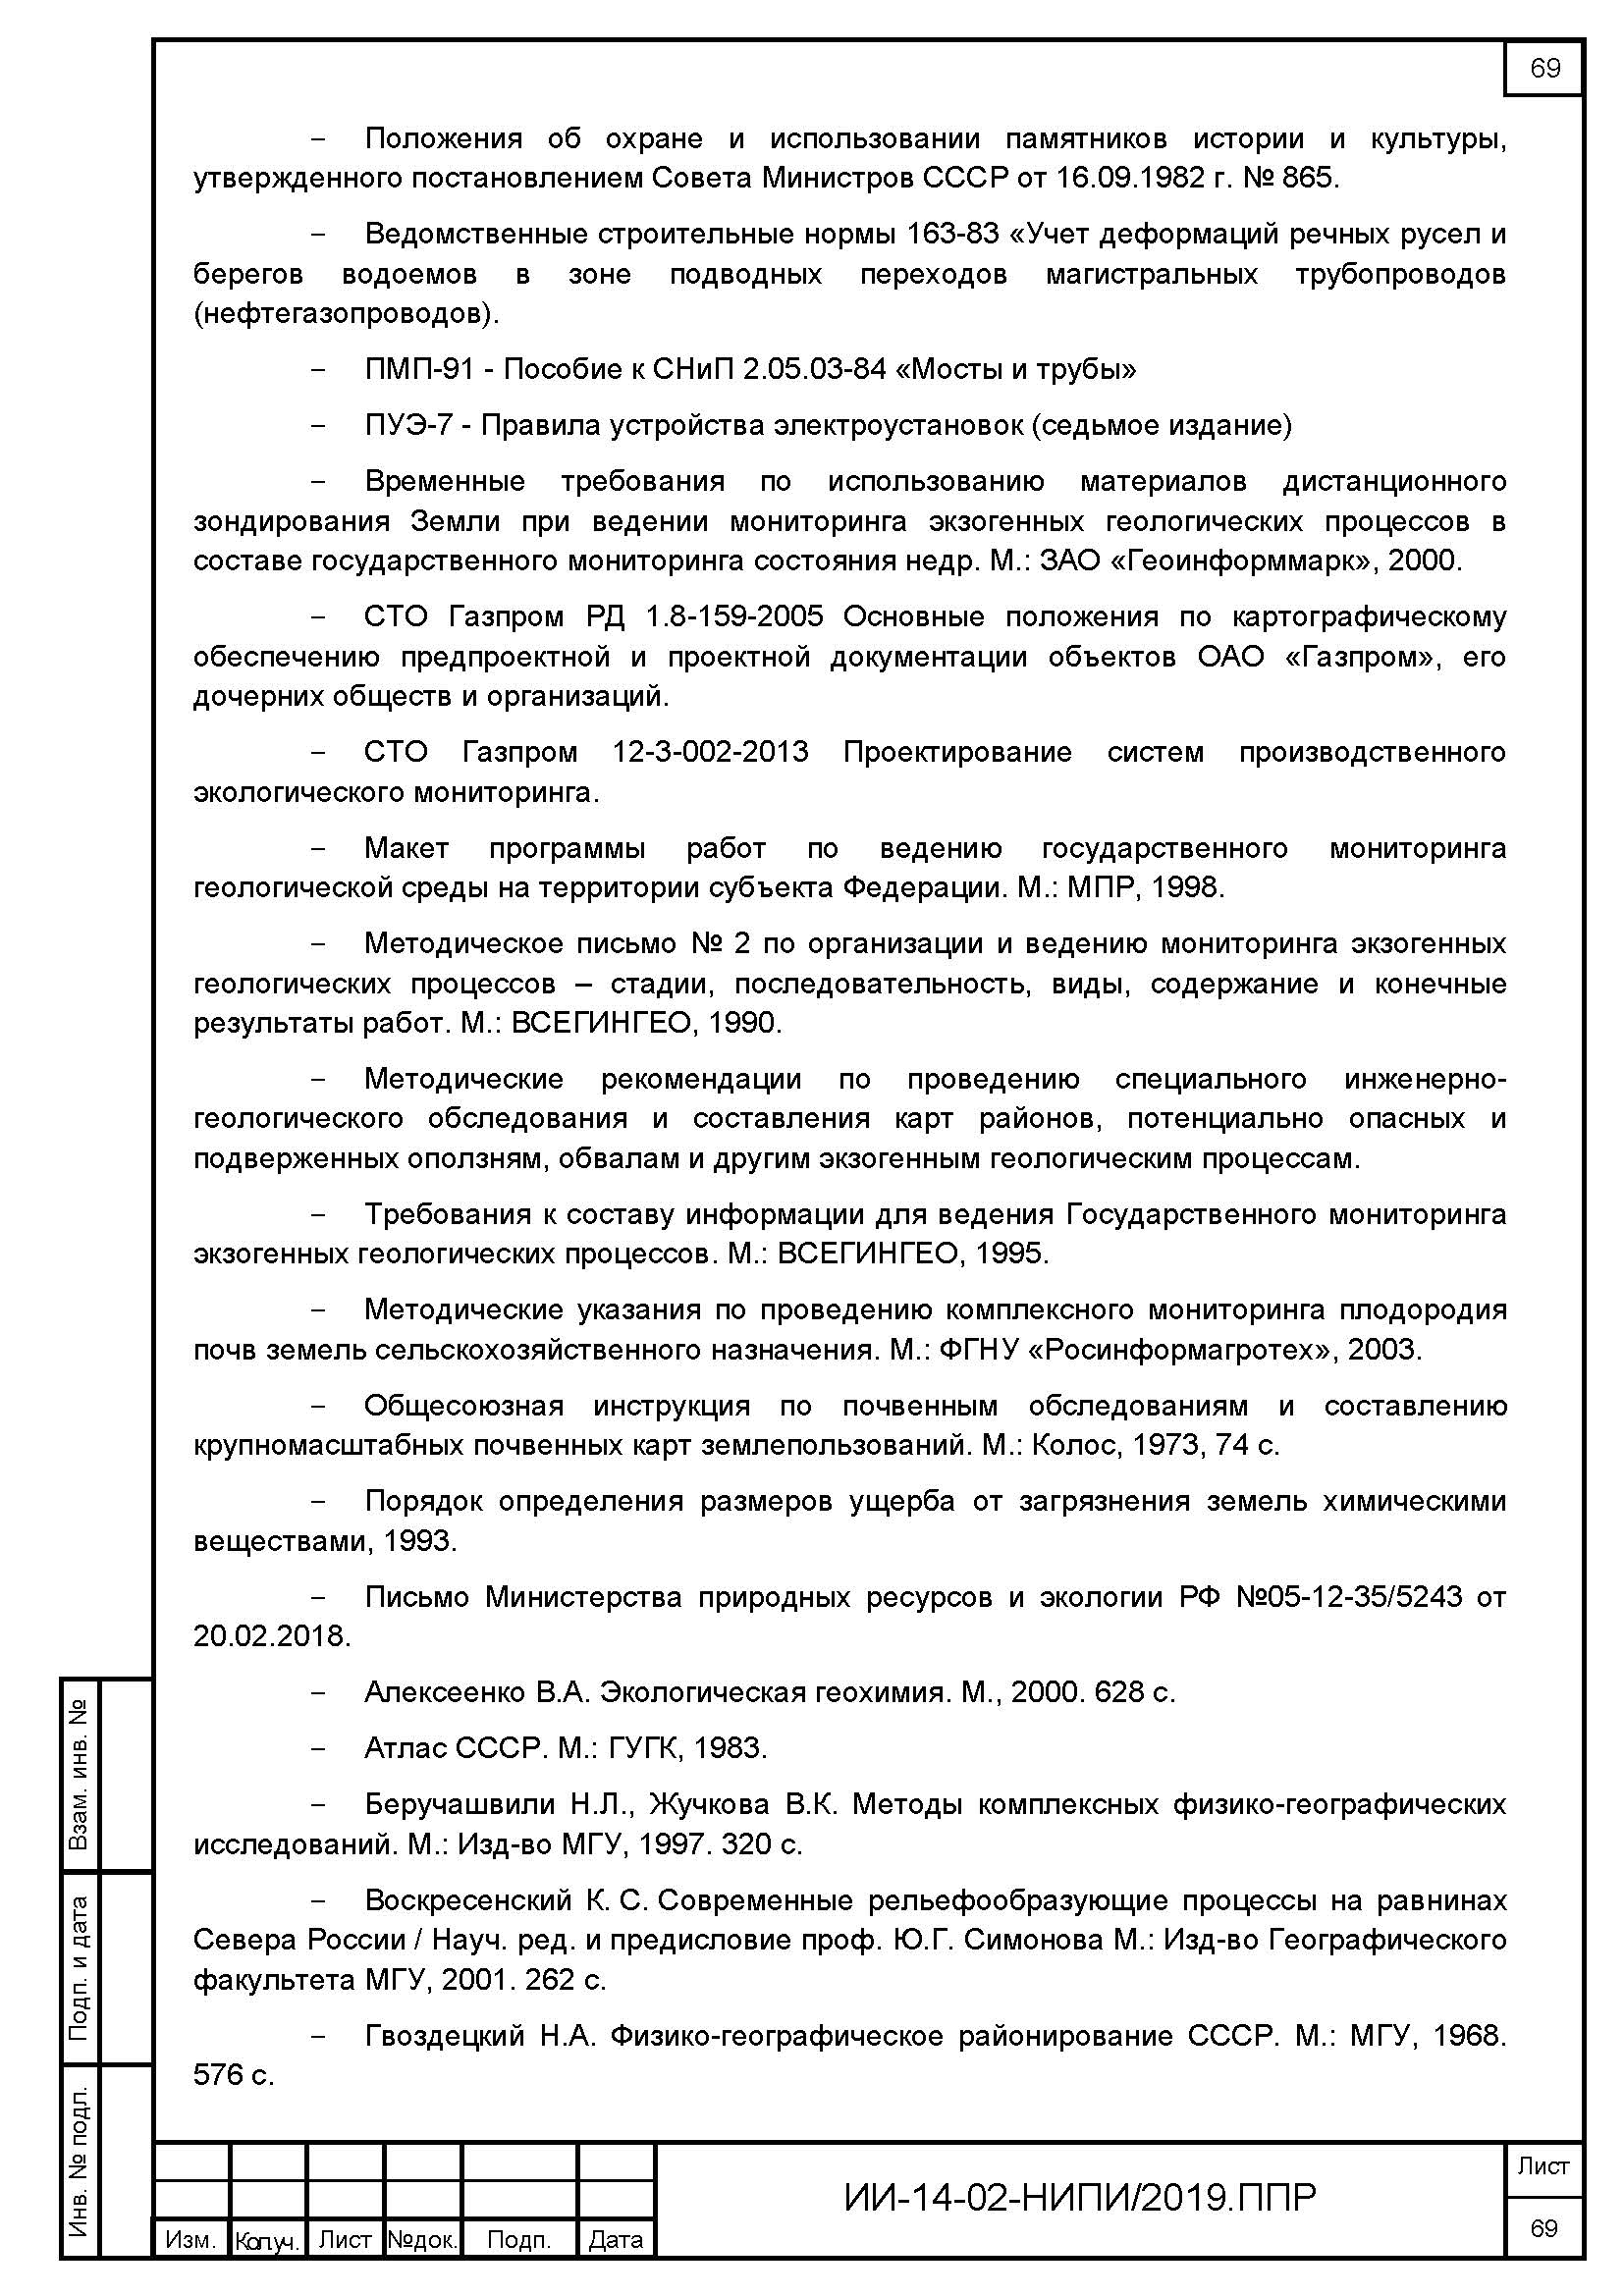 69
– Положения об охране и использовании памятников истории и культуры,
утвержденного постановлением Совета Министров СССР от 16.09.1982 г. № 865.
– Ведомственные строительные нормы 163-83 «Учет деформаций речных русел и
берегов водоемов в зоне подводных переходов магистральных трубопроводов
(нефтегазопроводов).
– ПМП-91 - Пособие к СНиП 2.05.03-84 «Мосты и трубы»
– ПУЭ-7 - Правила устройства электроустановок (седьмое издание)
– Временные требования по использованию материалов дистанционного
зондирования Земли при ведении мониторинга экзогенных геологических процессов в
составе государственного мониторинга состояния недр. М.: ЗАО «Геоинформмарк», 2000.
– СТО Газпром РД 1.8-159-2005 Основные положения по картографическому
обеспечению предпроектной и проектной документации объектов ОАО «Газпром», его
дочерних обществ и организаций.
– СТО Газпром 12-3-002-2013 Проектирование систем производственного
экологического мониторинга.
– Макет программы работ по ведению государственного мониторинга
геологической среды на территории субъекта Федерации. М.: МПР, 1998.
– Методическое письмо № 2 по организации и ведению мониторинга экзогенных
геологических процессов – стадии, последовательность, виды, содержание и конечные
результаты работ. М.: ВСЕГИНГЕО, 1990.
– Методические рекомендации по проведению специального инженерно-
геологического обследования и составления карт районов, потенциально опасных и
подверженных оползням, обвалам и другим экзогенным геологическим процессам.
– Требования к составу информации для ведения Государственного мониторинга
экзогенных геологических процессов. М.: ВСЕГИНГЕО, 1995.
– Методические указания по проведению комплексного мониторинга плодородия
почв земель сельскохозяйственного назначения. М.: ФГНУ «Росинформагротех», 2003.
– Общесоюзная инструкция по почвенным обследованиям и составлению
крупномасштабных почвенных карт землепользований. М.: Колос, 1973, 74 с.
– Порядок определения размеров ущерба от загрязнения земель химическими
веществами, 1993.
– Письмо Министерства природных ресурсов и экологии РФ №05-12-35/5243 от
20.02.2018.
– Алексеенко В.А. Экологическая геохимия. М., 2000. 628 с.
– Атлас СССР. М.: ГУГК, 1983.
– Беручашвили Н.Л., Жучкова В.К. Методы комплексных физико-географических
исследований. М.: Изд-во МГУ, 1997. 320 с.
– Воскресенский К. С. Современные рельефообразующие процессы на равнинах
Севера России / Науч. ред. и предисловие проф. Ю.Г. Симонова М.: Изд-во Географического
факультета МГУ, 2001. 262 с.
– Гвоздецкий Н.А. Физико-географическое районирование СССР. М.: МГУ, 1968.
576 с.
Взам. инв. №
Подп. и дата
Инв. № подл.
Изм. Кол.уч. Лист №док. Подп. Дата
ИИ-14-02-НИПИ/2019.ППР
Лист
69